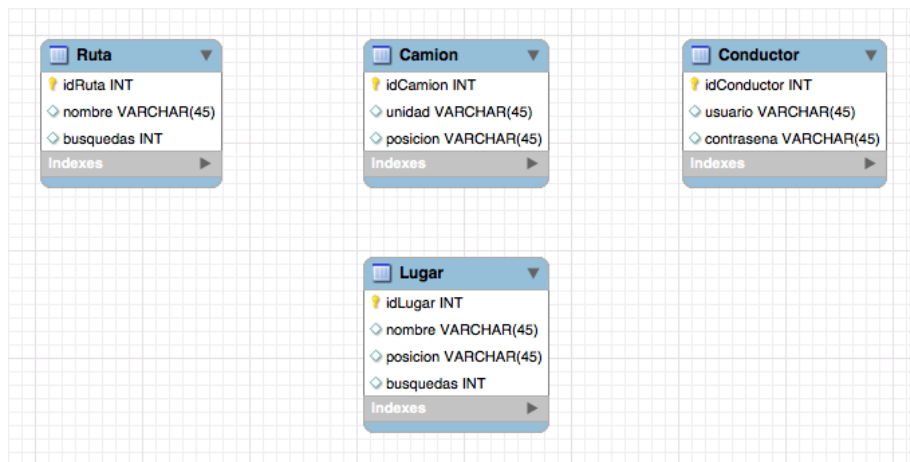 Ruta
idRuta INT
nombre VARCHAR(45)
busquedas INT
Indexes
Camion
idCamion INT
unidad VARCHAR(45)
posicion VARCHAR(45)
Indexes
Conductor
idConductor INT
usuario VARCHAR(45)
contrasena VARCHAR(45)
Indexes
Lugar
idLugar INT
nombre VARCHAR(45)
posicion VARCHAR(45)
busquedas INT
Indexes